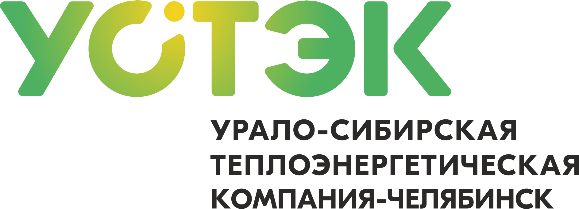 УСТЭК
УРАЛО-СИБИРСКАЯ
ТЕПЛОЭНЕРГЕТИЧЕСКАЯ
КОМПАНИЯ-ЧЕЛЯБИНСК